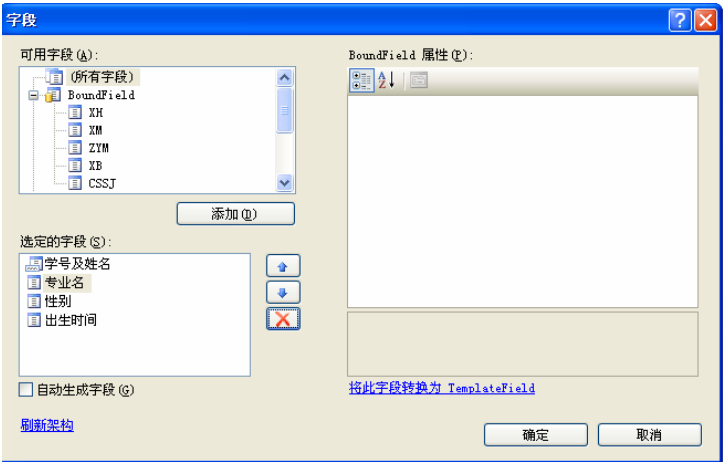 字段
可用字段(A):
(所有字段)
BoundField
XH
XM
ZYM
XB
CSSJ
添加(D)
选定的字段(S):
学号及姓名
专业名
性别
出生时间
自动生成字段(G)
刷新架构
BoundField 属性(P):
将此字段转换为 TemplateField
确定
取消